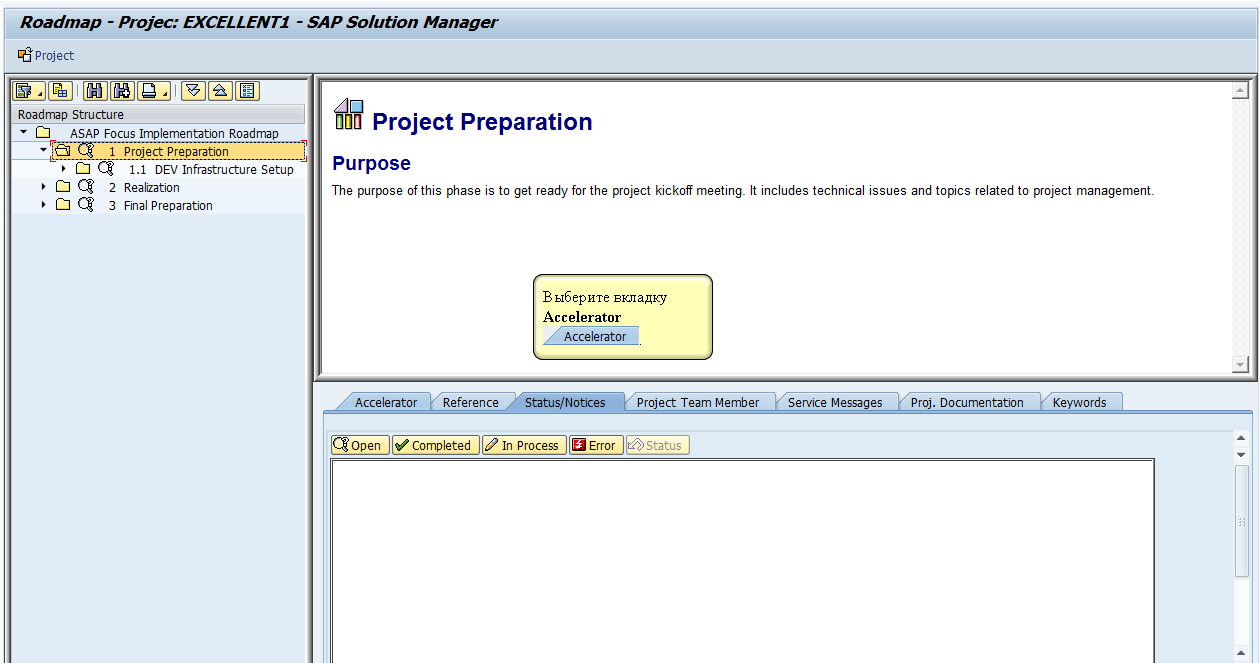 Roadmap - Projec: EXCELLENT1 - SAP Solution Manager
Project
Roadmap Structure
ASAP Focus Implementation Roadmap
1 Project Preparation
1.1 DEV Infrastructure Setup
2 Realization
3 Final Preparation
Project Preparation
Purpose
The purpose of this phase is to get ready for the project kickoff meeting. It includes technical issues and topics related to project management.
Выберите вкладку
Accelerator
Accelerator.
Accelerator Reference Status/Notices Project Team Member Service Messages Proj. Documentation Keywords
Open Completed In Process Error Status